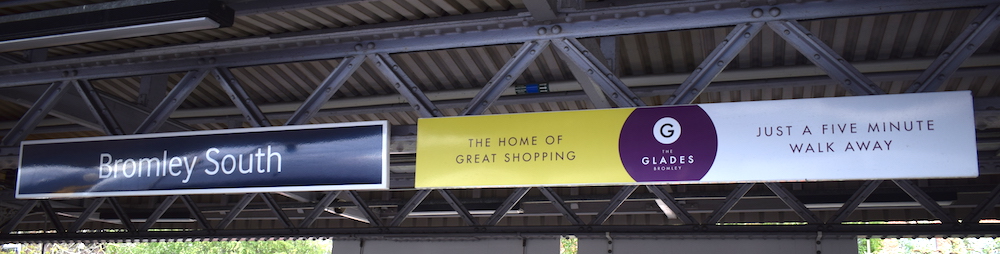 Bromley South
THE HOME OF
GREAT SHOPPING
G
THE
GLADES
BROMLEY
JUST A FIVE MINUTE
WALK AWAY